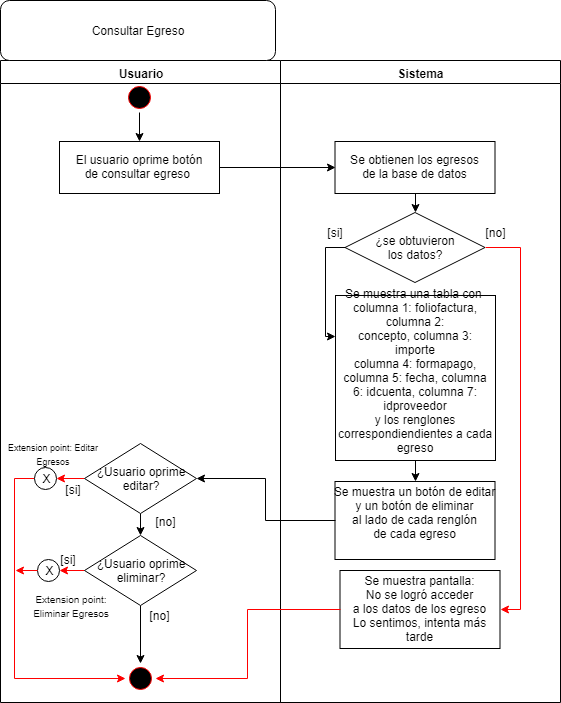 Consultar Egreso
Usuario
Sistema
El usuario oprime botón
de consultar egreso
Se obtienen los egresos
de la base de datos
¿se obtuvieron
los datos?
[si]
[no]
Se muestra una tabla con
columna 1: foliofactura,
columna 2:
concepto, columna 3:
importe
columna 4: formapago,
columna 5: fecha, columna
6: idcuenta, columna 7:
idproveedor
y los renglones
correspondiendientes a cada
egreso
Se muestra un botón de editar
y un botón de eliminar
al lado de cada renglón
de cada egreso
¿Usuario oprime
editar?
[si]
[no]
Extension point: Editar
Egresos
X
¿Usuario oprime
eliminar?
[si]
[no]
X
Extension point:
Eliminar Egresos
Se muestra pantalla:
No se logró acceder
a los datos de los egreso
Lo sentimos, intenta más
tarde